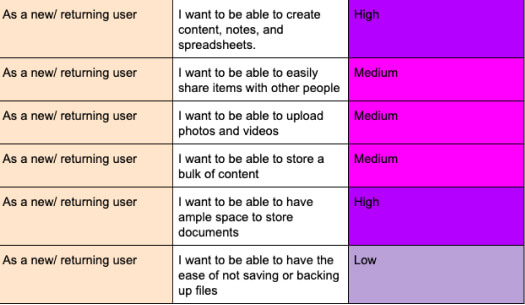 As a new/ returning user
I want to be able to create
content, notes, and
spreadsheets.
High
As a new/ returning user
I want to be able to easily
share items with other people
Medium
As a new/ returning user
I want to be able to upload
photos and videos
Medium
As a new/ returning user
I want to be able to store a
bulk of content
Medium
As a new/ returning user
I want to be able to have
ample space to store
documents
High
As a new/ returning user
I want to be able to have the
ease of not saving or backing
up files
Low